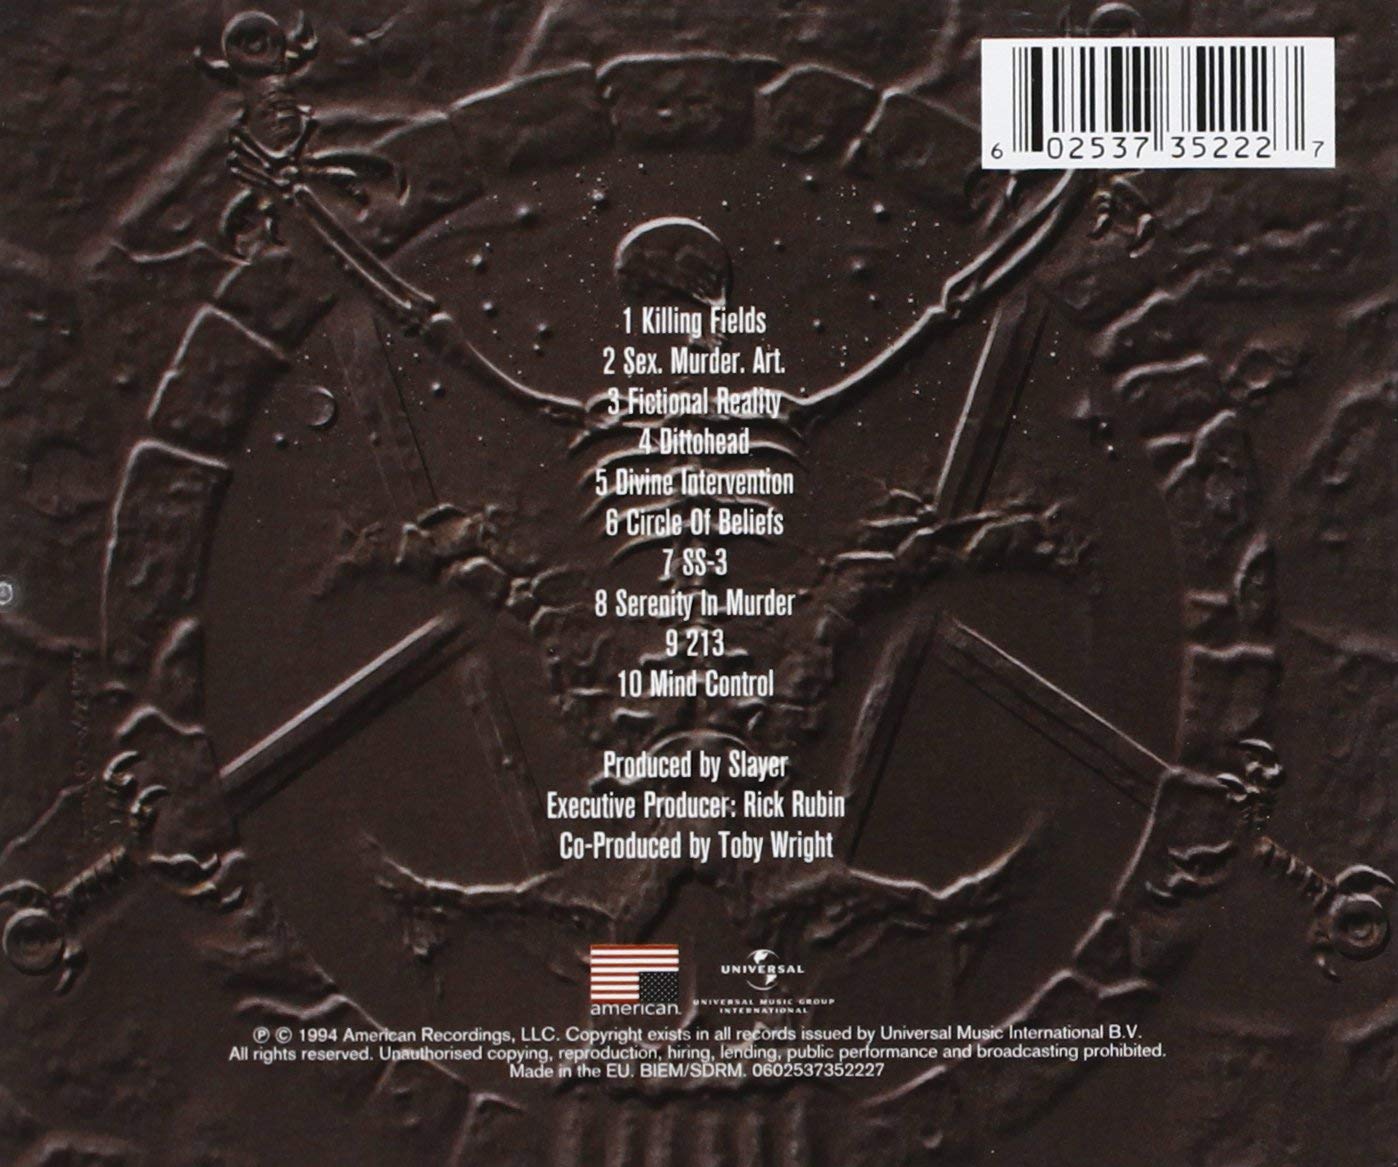 6 02537 35222 7
1 Killing Fields
2 Sex. Murder. Art.
3 Fictional Reality
4 Dittohead
5 Divine Intervention
6 Circle Of Beliefs
7 SS-3
8 Serenity In Murder
9 213
10 Mind Control
Produced by Slayer
Executive Producer: Rick Rubin
Co-Produced by Toby Wright
american.
UNIVERSAL
UNIVERSAL MUSIC GROUP
INTERNATIONAL
℗ © 1994 American Recordings, LLC. Copyright exists in all records issued by Universal Music International B.V.
All rights reserved. Unauthorised copying, reproduction, hiring, lending, public performance and broadcasting prohibited.
Made in the EU. BIEM/SDRM. 0602537352227